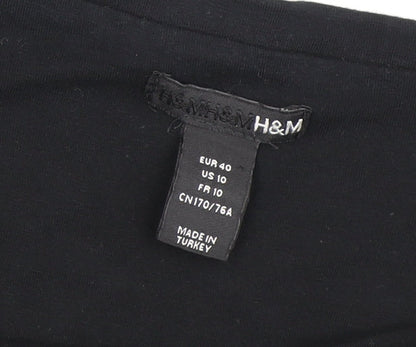 H&MH&MH&M
EUR 40
US 10
FR 10
CN170/76A
MADE IN
TURKEY